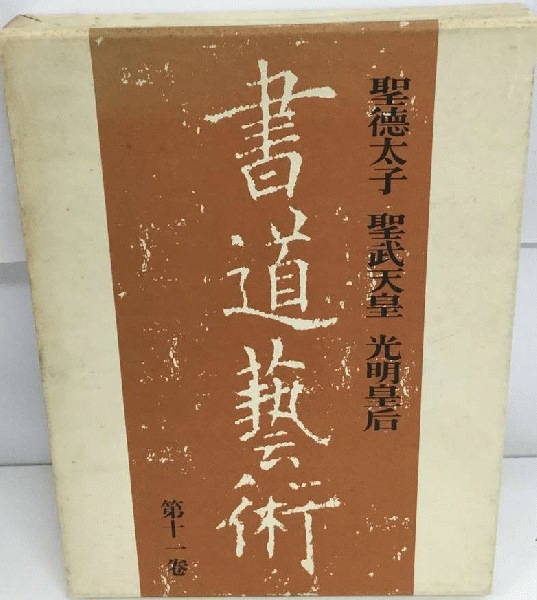 聖德太子 聖武天皇 光明皇后
書道藝術
第十一巻